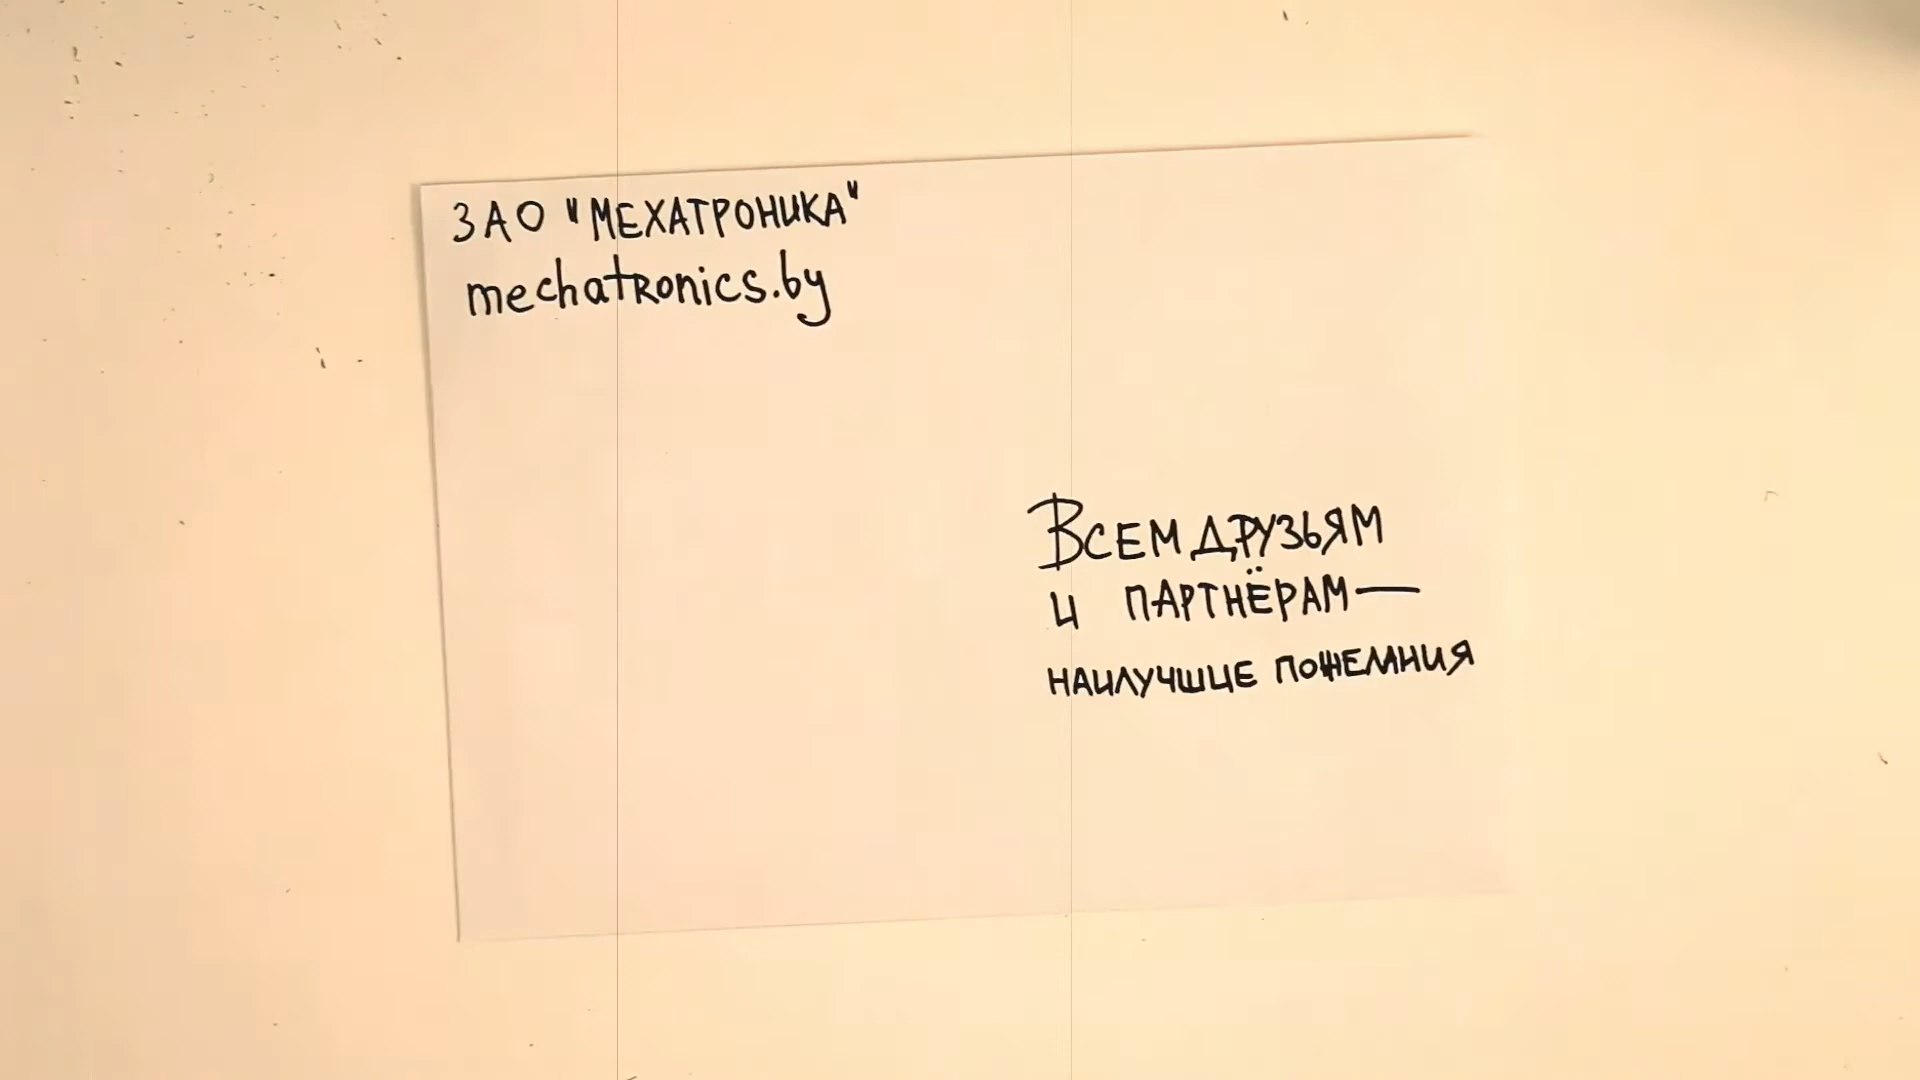 ЗАО "МЕХАТРОНИКА"
mechatronics.by
Всем друзьям
и партнёрам —
наилучшие пожелания